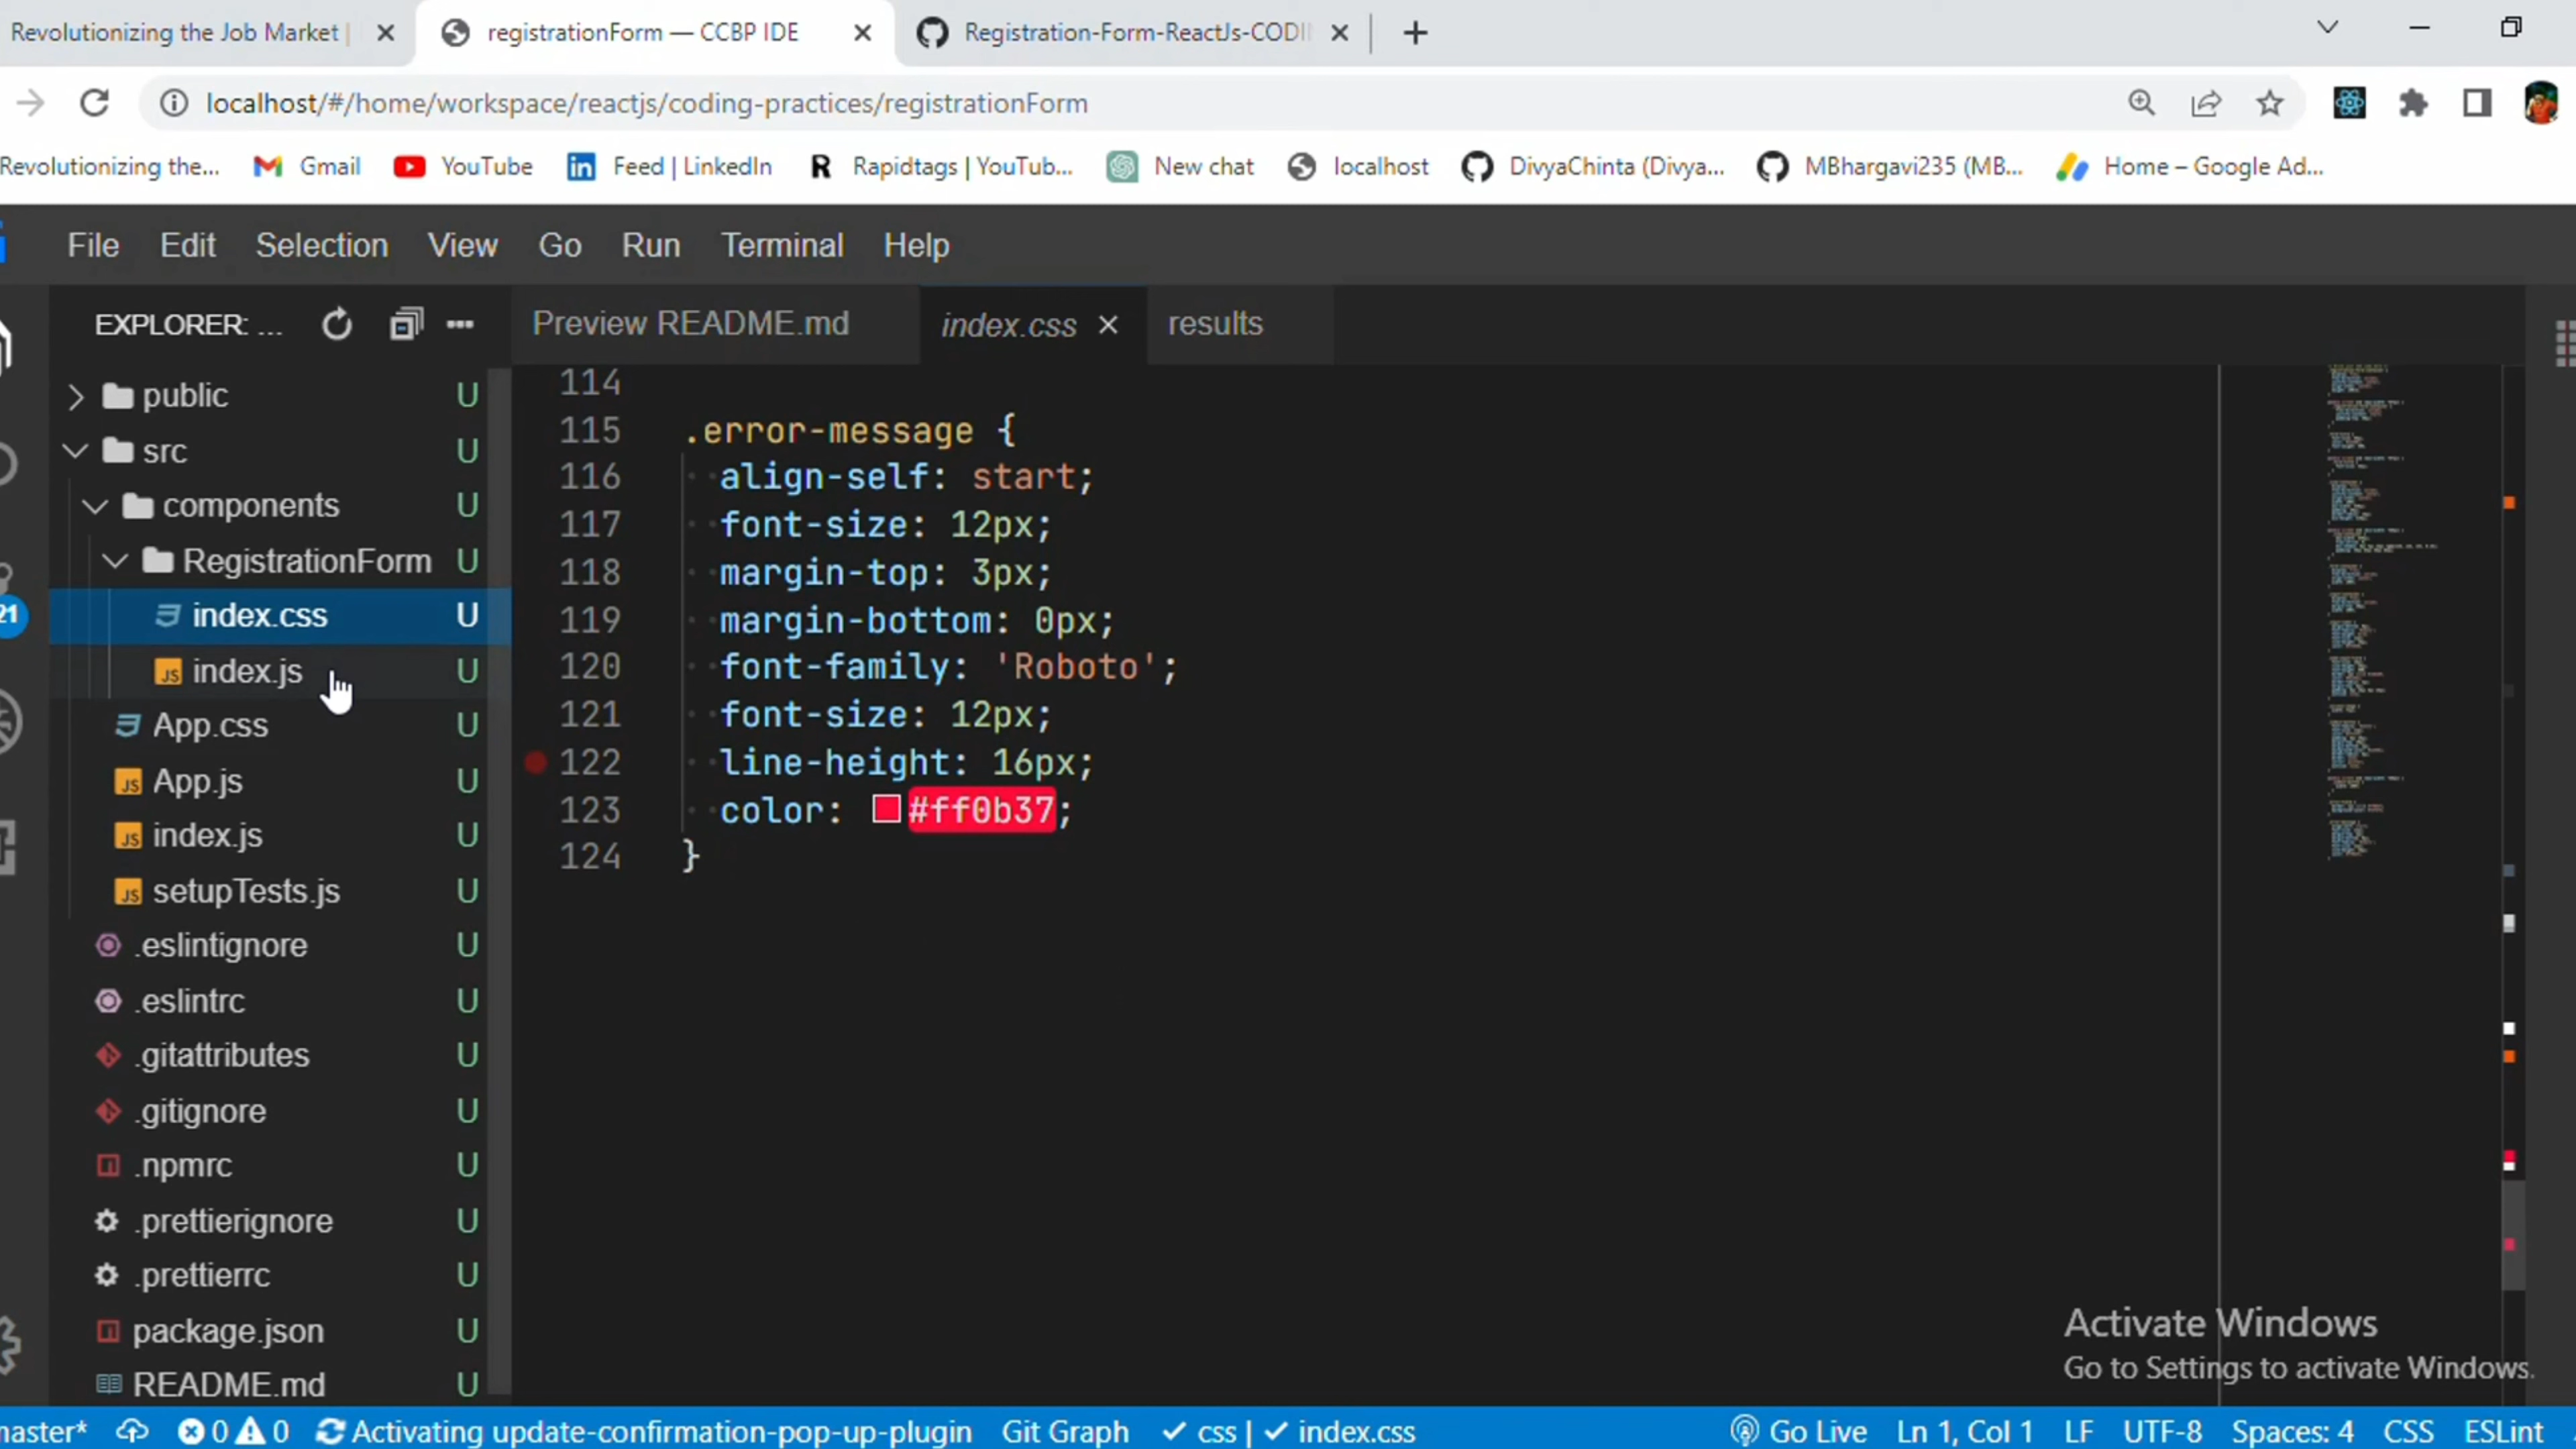 Revolutionizing the Job Market |
registrationForm — CCBP IDE
Registration-Form-ReactJs-CODI
localhost/#/home/workspace/reactjs/coding-practices/registrationForm
Revolutionizing the...
Gmail
YouTube
Feed | LinkedIn
Rapidtags | YouTub...
New chat
localhost
DivyaChinta (Divya...
MBhargavi235 (MB...
Home – Google Ad...
File Edit Selection View Go Run Terminal Help
EXPLORER: ...
Preview README.md
index.css
results
public U
src U
components U
RegistrationForm U
index.css U
index.js U
App.css U
App.js U
index.js U
setupTests.js U
.eslintignore U
.eslintrc U
.gitattributes U
.gitignore U
.npmrc U
.prettierignore U
.prettierrc U
package.json U
README.md U
21
114
115 .error-message {
116 align-self: start;
117 font-size: 12px;
118 margin-top: 3px;
119 margin-bottom: 0px;
120 font-family: 'Roboto';
121 font-size: 12px;
122 line-height: 16px;
123 color: #ff0b37;
124 }
Activate Windows
Go to Settings to activate Windows.
master* 0 0 Activating update-confirmation-pop-up-plugin Git Graph ✓ css | ✓ index.css Go Live Ln 1, Col 1 LF UTF-8 Spaces: 4 CSS ESLint